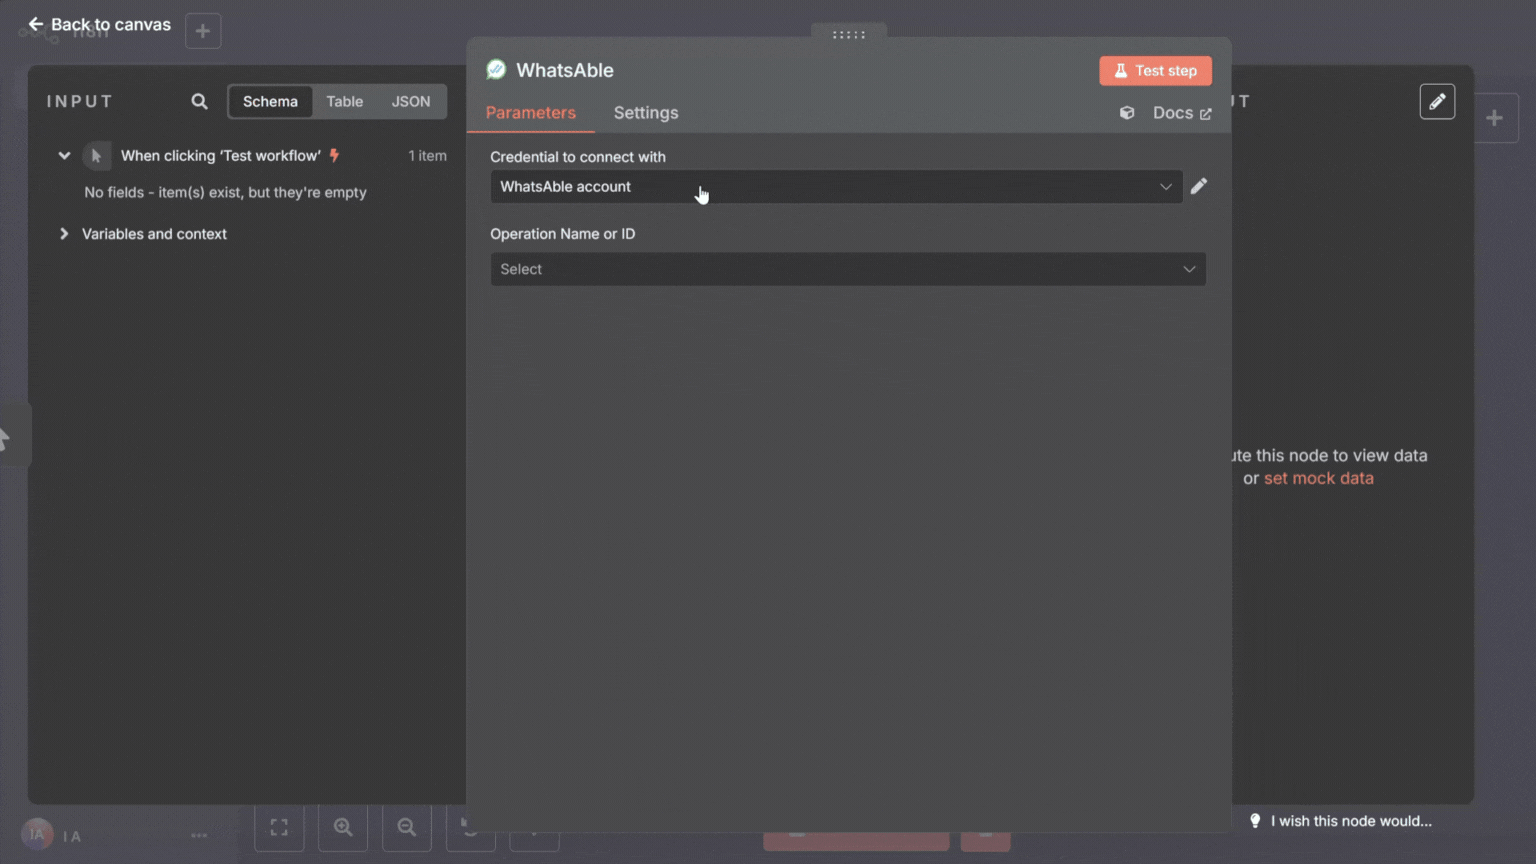 Back to canvas
n8n
WhatsAble
Test step
INPUT
Schema
Table
JSON
UT
Parameters
Settings
Docs
When clicking ‘Test workflow’
1 item
No fields - item(s) exist, but they're empty
Variables and context
Credential to connect with
WhatsAble account
Operation Name or ID
Select
ute this node to view data
or set mock data
IA
I A
I wish this node would...